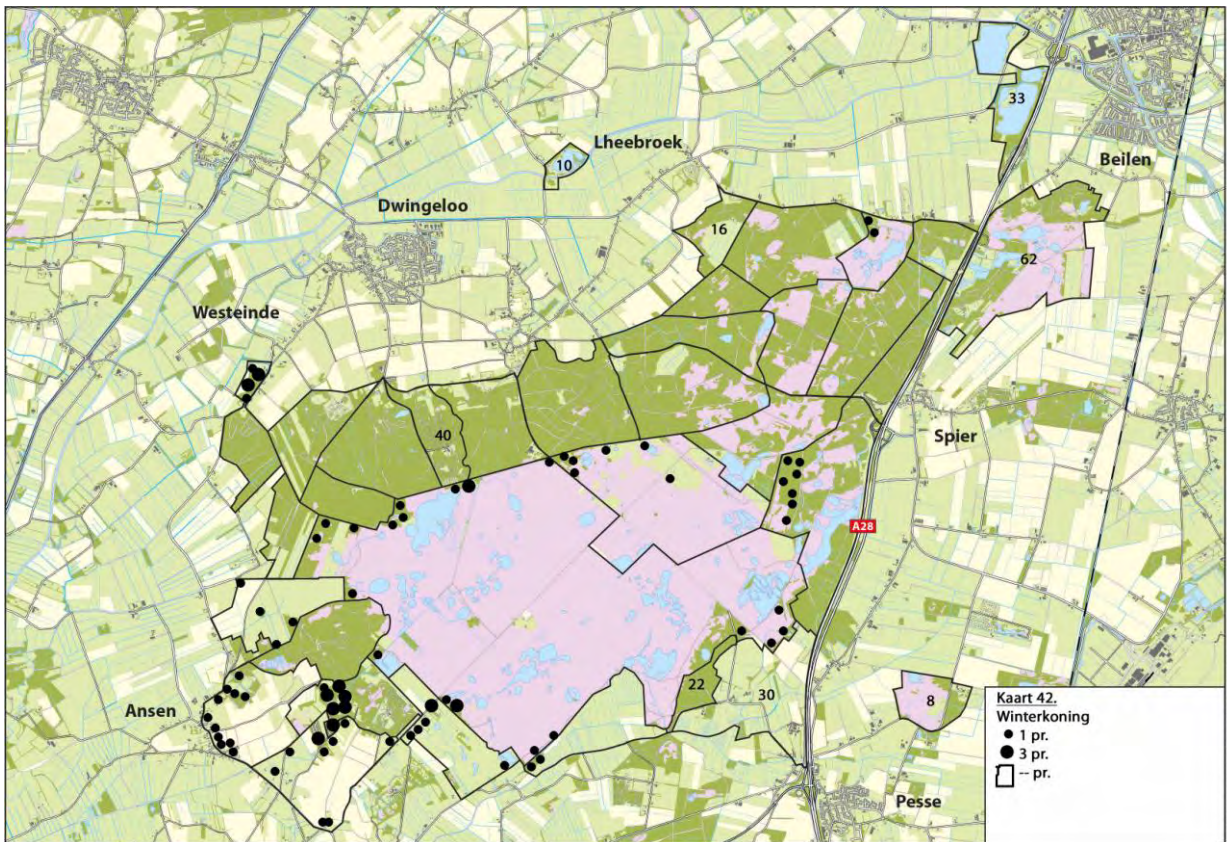 33
Beilen
Lheebroek
10
Dwingeloo
16
62
Westeinde
40
Spier
A28
22
30
8
Ansen
Pesse
Kaart 42.
Winterkoning
1 pr.
3 pr.
-- pr.